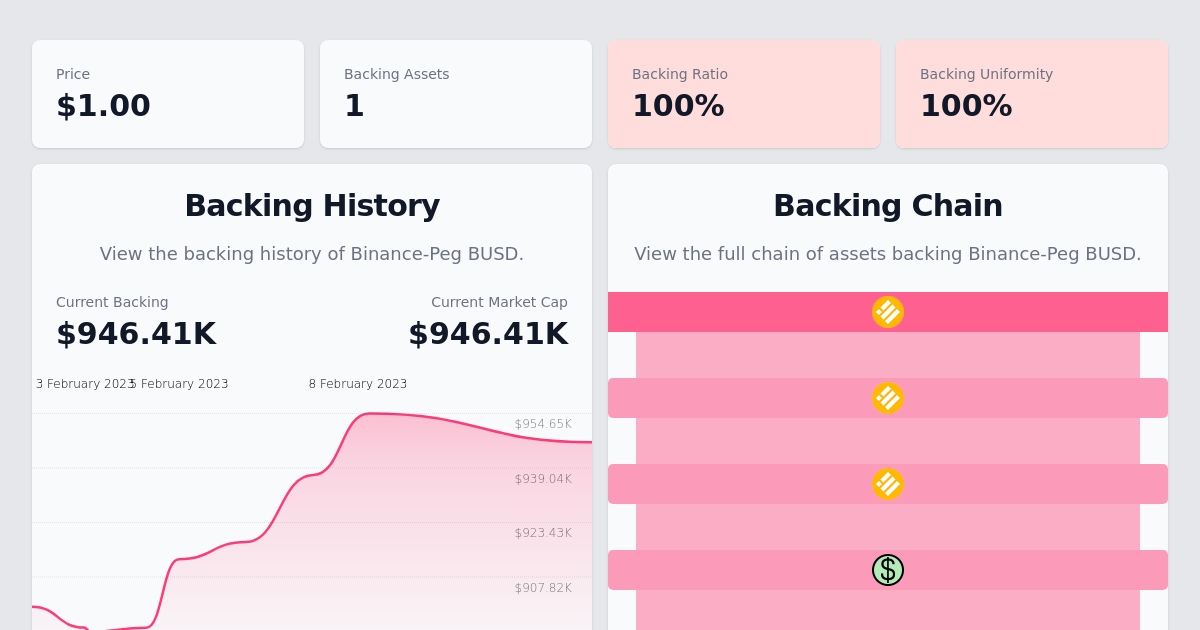 Price
$1.00
Backing Assets
1
Backing Ratio
100%
Backing Uniformity
100%
Backing History
View the backing history of Binance-Peg BUSD.
Current Backing
$946.41K
Current Market Cap
$946.41K
3 February 2023
5 February 2023
8 February 2023
$954.65K
$939.04K
$923.43K
$907.82K
Backing Chain
View the full chain of assets backing Binance-Peg BUSD.
$